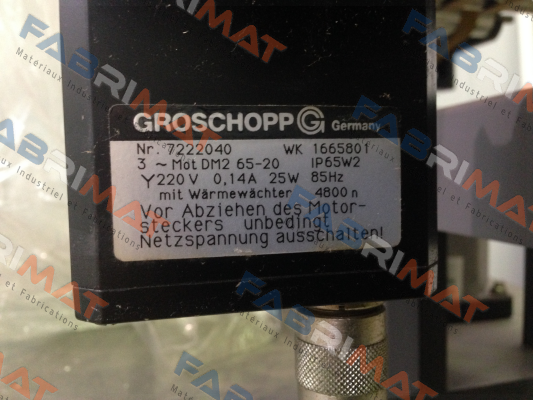 GROSCHOPP G Germany
Nr. 7222040 WK 1665801
3 ~ Mot DM2 65-20 IP65W2
Y 220 V 0,14A 25W 85Hz
mit Wärmewächter 4800 n
Vor Abziehen des Motor-
steckers unbedingt
Netzspannung ausschalten!
FABRIMAT
Materiaux Industriel et Fabrications